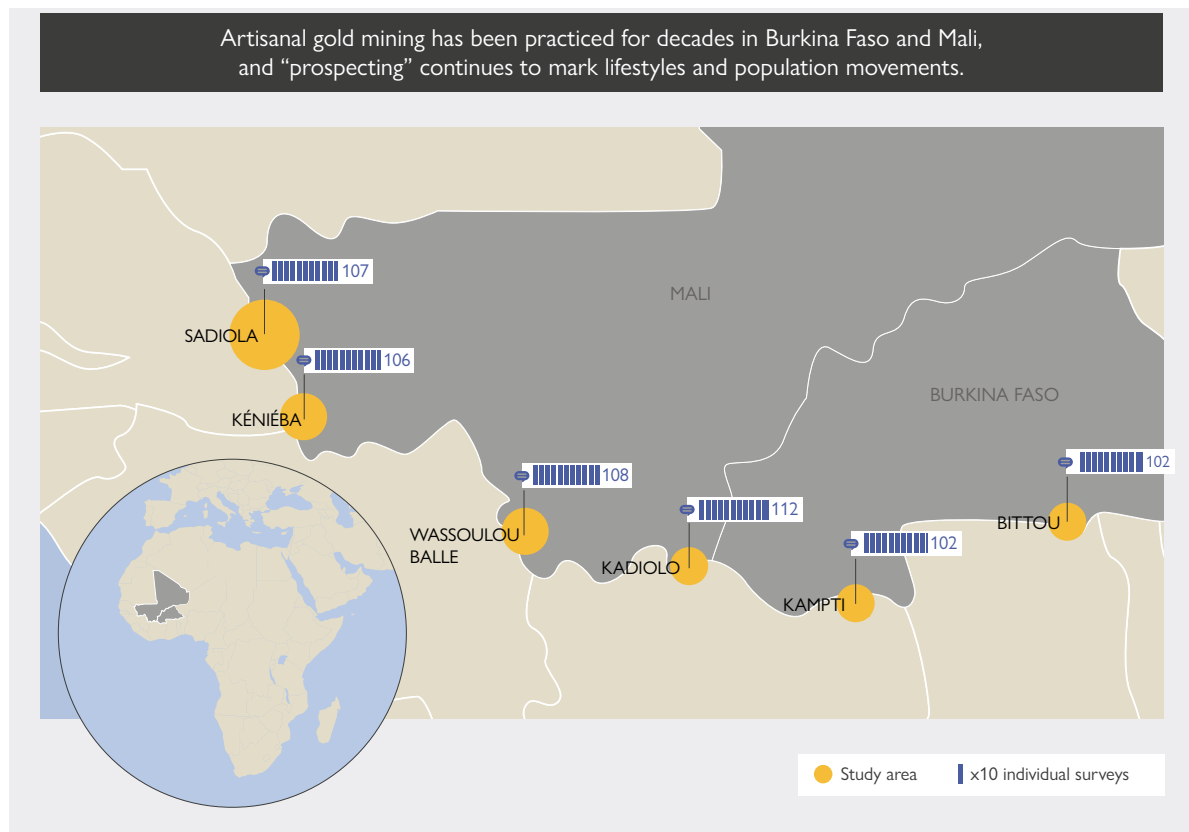 Artisanal gold mining has been practiced for decades in Burkina Faso and Mali,
and “prospecting” continues to mark lifestyles and population movements.
107
MALI
SADIOLA
106
BURKINA FASO
KÉNIÉBA
102
108
112
BITTOU
WASSOULOU
BALLE
102
KADIOLO
KAMPTI
Study area
x10 individual surveys